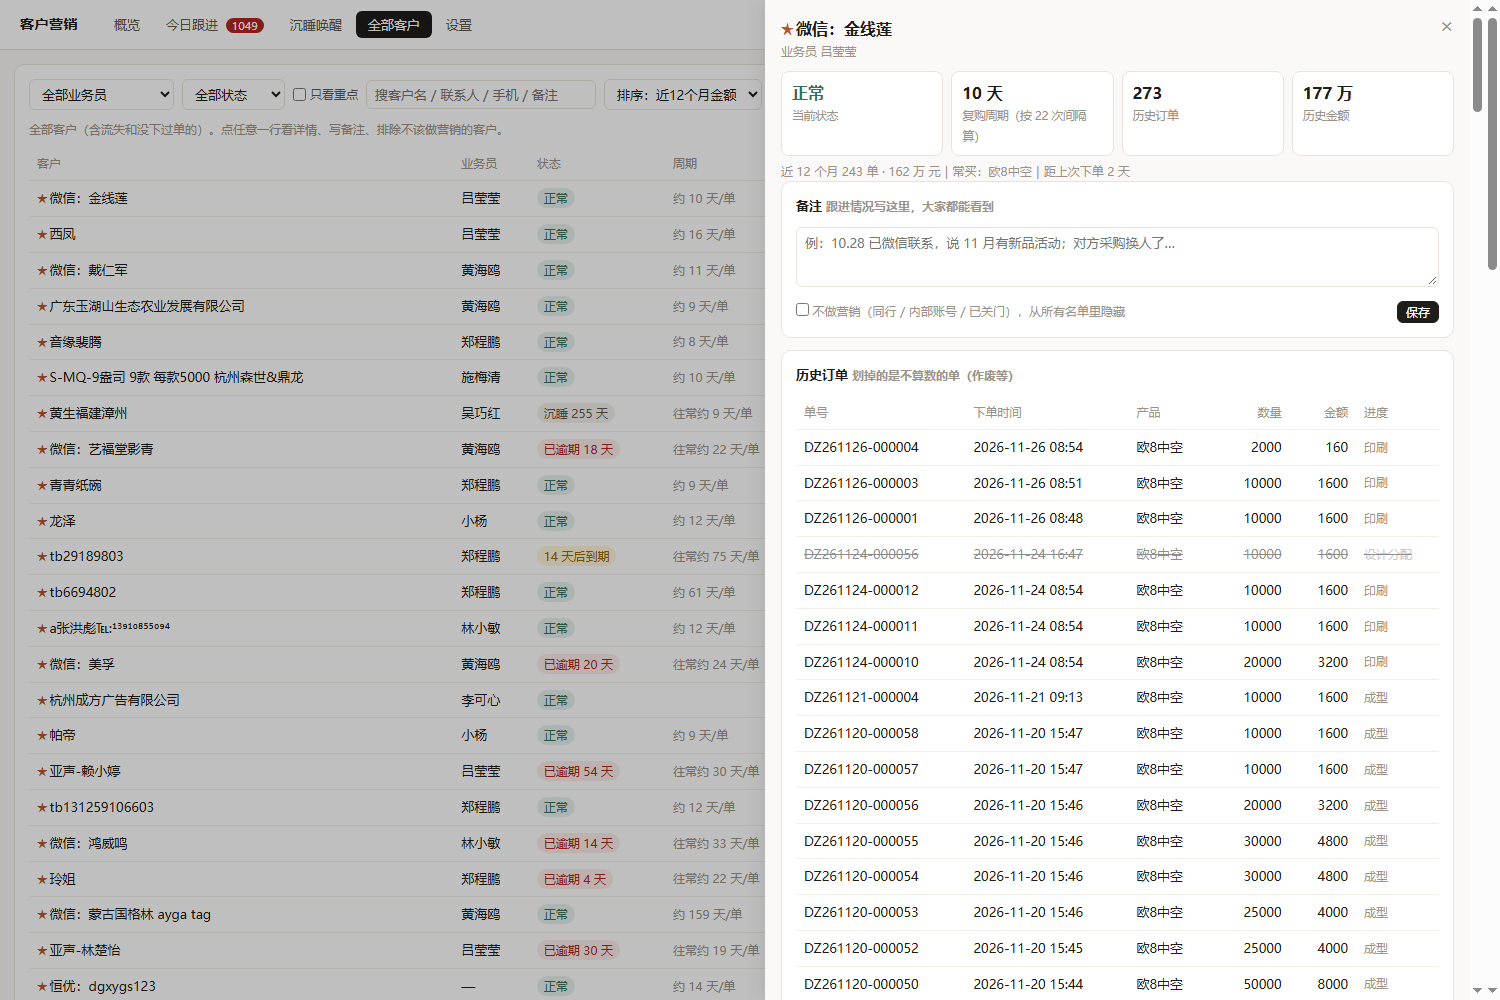 客户营销 概览 今日跟进 1049 沉睡唤醒 全部客户 设置
全部业务员 全部状态 只看重点 搜客户名 / 联系人 / 手机 / 备注 排序：近12个月金额
全部客户（含流失和没下过单的）。点任意一行看详情、写备注、排除不该做营销的客户。
客户 业务员 状态 周期
★微信：金线莲 吕莹莹 正常 约 10 天/单
★西凤 吕莹莹 正常 约 16 天/单
★微信：戴仁军 黄海鸥 正常 约 11 天/单
★广东玉湖山生态农业发展有限公司 黄海鸥 正常 约 9 天/单
★音缘裴腾 郑程鹏 正常 约 8 天/单
★S-MQ-9盎司 9款 每款5000 杭州森世&鼎龙 施梅清 正常 约 10 天/单
★黄生福建漳州 吴巧红 沉睡 255 天 往常约 9 天/单
★微信：艺福堂影青 黄海鸥 已逾期 18 天 往常约 22 天/单
★青青纸碗 郑程鹏 正常 约 9 天/单
★龙泽 小杨 正常 约 12 天/单
★tb29189803 郑程鹏 14 天后到期 往常约 75 天/单
★tb6694802 郑程鹏 正常 约 61 天/单
★a张洪彪℡:¹³⁹¹⁰⁸⁵⁵⁰⁹⁴ 林小敏 正常 约 12 天/单
★微信：美孚 黄海鸥 已逾期 20 天 往常约 24 天/单
★杭州成方广告有限公司 李可心 正常
★帕帝 小杨 正常 约 9 天/单
★亚声-赖小婷 吕莹莹 已逾期 54 天 往常约 30 天/单
★tb131259106603 郑程鹏 正常 约 12 天/单
★微信：鸿威鸣 林小敏 已逾期 14 天 往常约 33 天/单
★玲姐 郑程鹏 已逾期 4 天 往常约 22 天/单
★微信：蒙古国格林 ayga tag 黄海鸥 正常 约 159 天/单
★亚声-林楚怡 吕莹莹 已逾期 30 天 往常约 19 天/单
★恒优：dgxygs123 — 正常 约 14 天/单
★微信：金线莲 ×
业务员 吕莹莹
正常 10 天 273 177 万
当前状态 复购周期（按 22 次间隔 历史订单 历史金额
算）
近 12 个月 243 单 · 162 万 元 | 常买：欧8中空 | 距上次下单 2 天
备注 跟进情况写这里，大家都能看到
例：10.28 已微信联系，说 11 月有新品活动；对方采购换人了...
不做营销（同行 / 内部账号 / 已关门），从所有名单里隐藏 保存
历史订单 划掉的是不算数的单（作废等）
单号 下单时间 产品 数量 金额 进度
DZ261126-000004 2026-11-26 08:54 欧8中空 2000 160 印刷
DZ261126-000003 2026-11-26 08:51 欧8中空 10000 1600 印刷
DZ261126-000001 2026-11-26 08:48 欧8中空 10000 1600 印刷
DZ261124-000056 2026-11-24 16:47 欧8中空 10000 1600 设计分配
DZ261124-000012 2026-11-24 08:54 欧8中空 10000 1600 印刷
DZ261124-000011 2026-11-24 08:54 欧8中空 10000 1600 印刷
DZ261124-000010 2026-11-24 08:54 欧8中空 20000 3200 印刷
DZ261121-000004 2026-11-21 09:13 欧8中空 10000 1600 成型
DZ261120-000058 2026-11-20 15:47 欧8中空 10000 1600 成型
DZ261120-000057 2026-11-20 15:47 欧8中空 10000 1600 成型
DZ261120-000056 2026-11-20 15:46 欧8中空 20000 3200 成型
DZ261120-000055 2026-11-20 15:46 欧8中空 30000 4800 成型
DZ261120-000054 2026-11-20 15:46 欧8中空 30000 4800 成型
DZ261120-000053 2026-11-20 15:46 欧8中空 25000 4000 成型
DZ261120-000052 2026-11-20 15:45 欧8中空 25000 4000 成型
DZ261120-000050 2026-11-20 15:44 欧8中空 50000 8000 成型